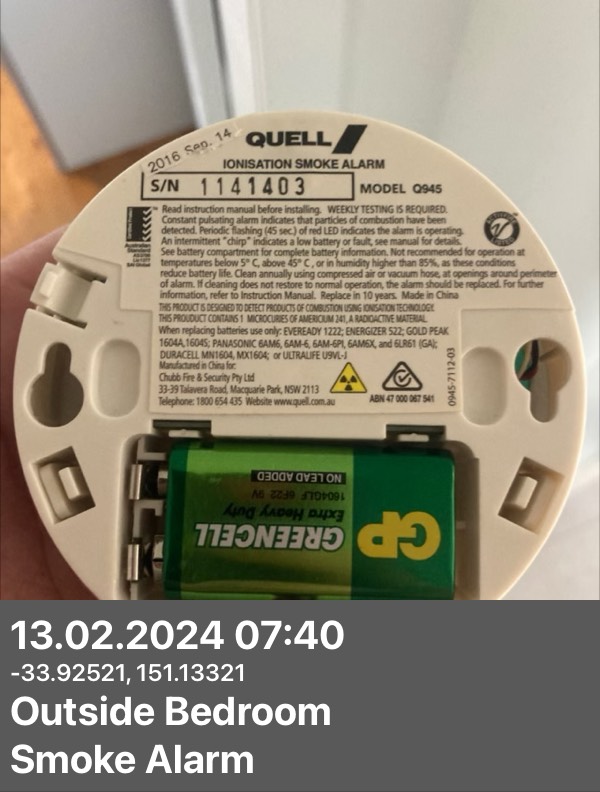 2016 Sep. 14
QUELL
IONISATION SMOKE ALARM
S/N 1141403 MODEL Q945
Read instruction manual before installing. WEEKLY TESTING IS REQUIRED.
Constant pulsating alarm indicates that particles of combustion have been
detected. Periodic flashing (45 sec.) of red LED indicates the alarm is operating.
An intermittent "chirp" indicates a low battery or fault, see manual for details.
See battery compartment for complete battery information. Not recommended for operation at
temperatures below 5° C, above 45° C, or in humidity higher than 85%, as these conditions
reduce battery life. Clean annually using compressed air or vacuum hose, at openings around perimeter
of alarm. If cleaning does not restore to normal operation, the alarm should be replaced. For further
information, refer to Instruction Manual. Replace in 10 years. Made in China
THIS PRODUCT IS DESIGNED TO DETECT PRODUCTS OF COMBUSTION USING IONISATION TECHNOLOGY.
THIS PROUDUCT CONTAINS 1 MICROCURIES OF AMERICIUM 241, A RADIOACTIVE MATERIAL.
When replacing batteries use only: EVEREADY 1222; ENERGIZER 522; GOLD PEAK
1604A,1604S; PANASONIC 6AM6, 6AM-6, 6AM-6PI, 6AM6X, and 6LR61 (GA);
DURACELL MN1604, MX1604; or ULTRALIFE U9VL-J
Manufactured in China for:
Chubb Fire & Security Pty Ltd
33-39 Talavera Road, Macquarie Park, NSW 2113
Telephone: 1800 654 435 Website www.quell.com.au
ABN 47 000 067 541
0945-7112-03
GP
GREENCELL
Extra Heavy Duty
1604GLF 6F22 9V
NO LEAD ADDED
13.02.2024 07:40
-33.92521,151.13321
Outside Bedroom
Smoke Alarm